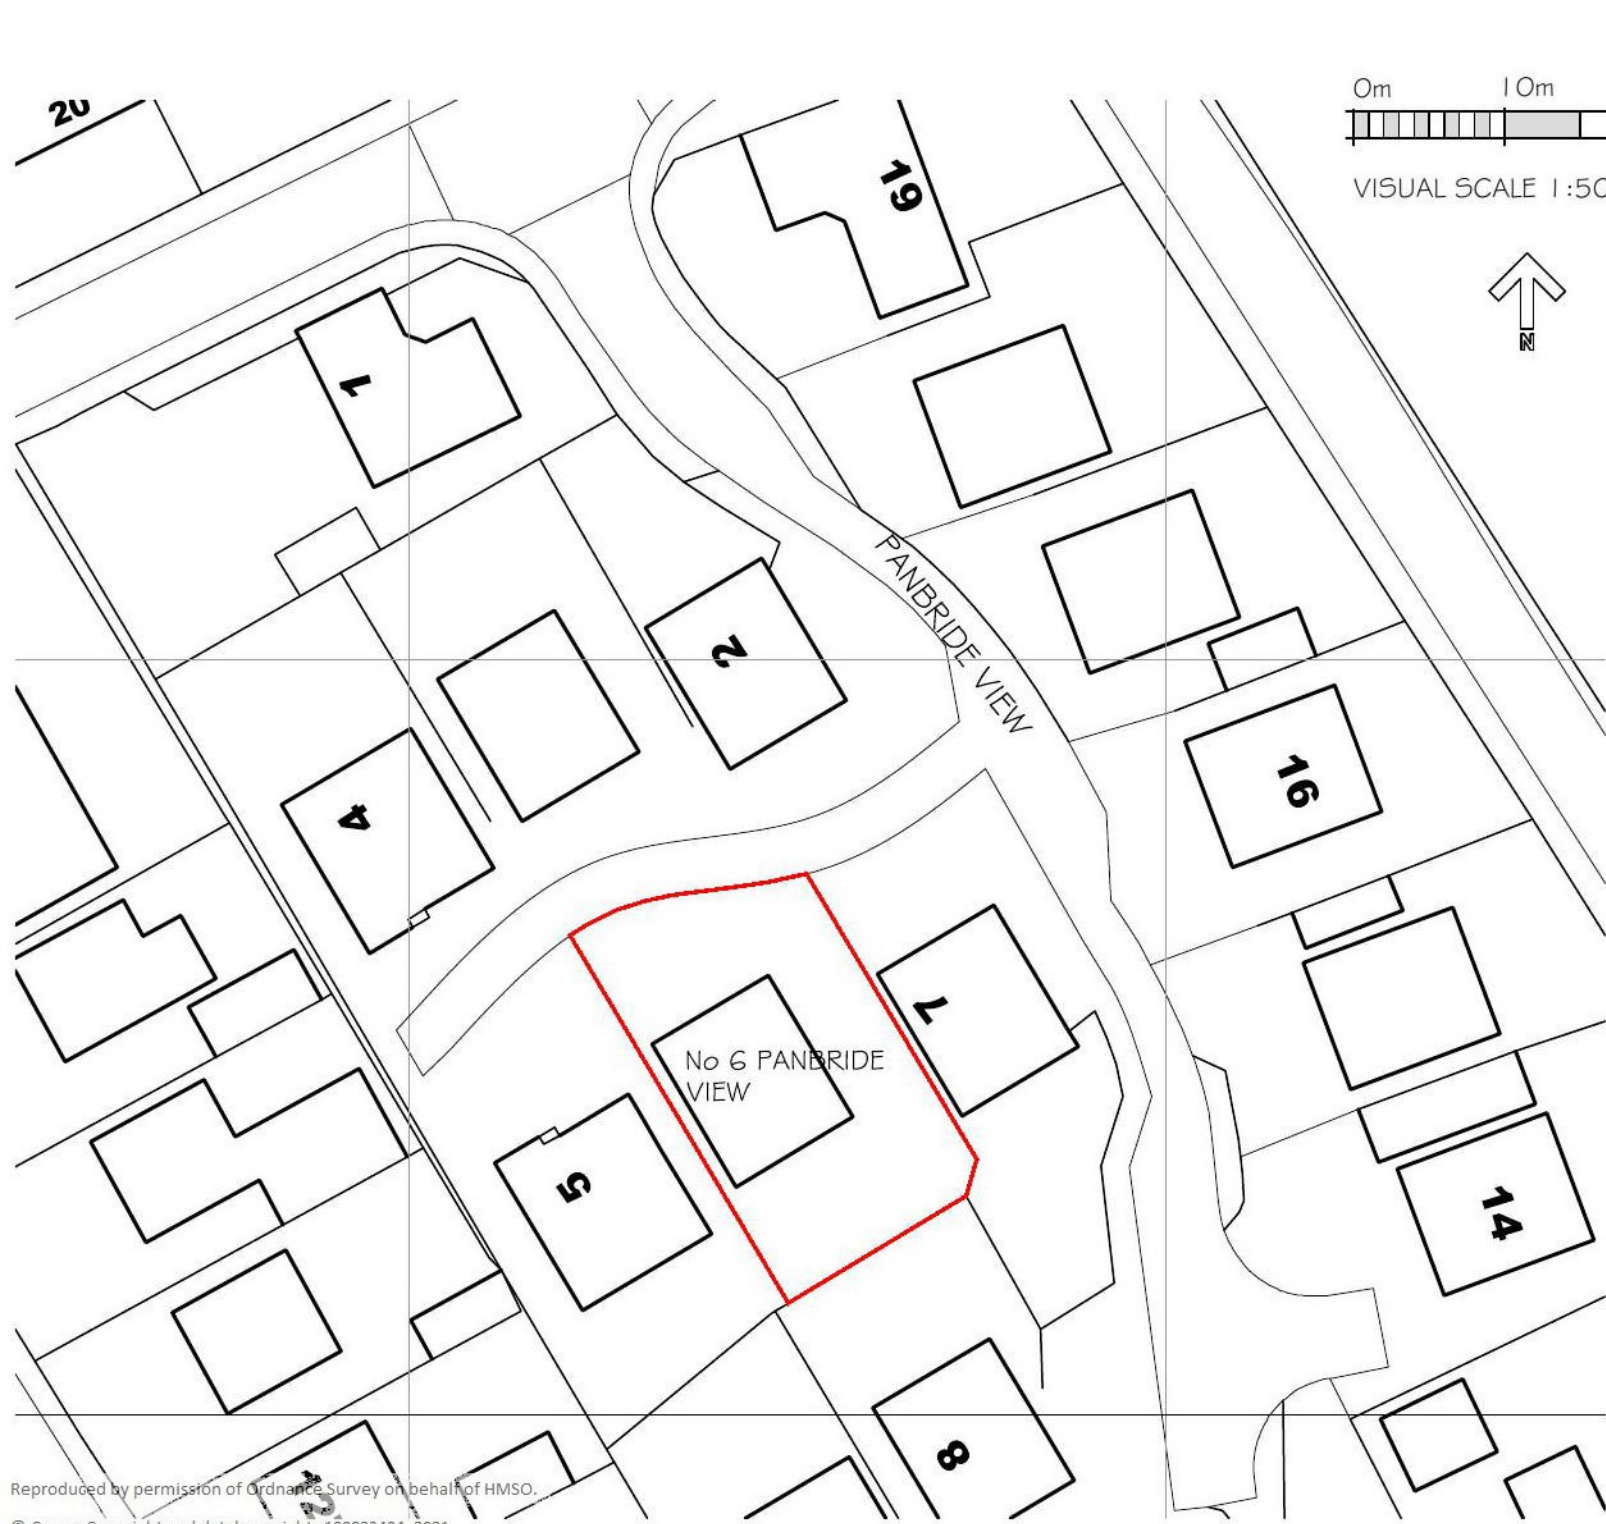 20
0m 10m
VISUAL SCALE 1:50
19
N
1
PANBRIDE VIEW
2
16
4
7
No 6 PANBRIDE
VIEW
5
14
8
12
Reproduced by permission of Ordnance Survey on behalf of HMSO.